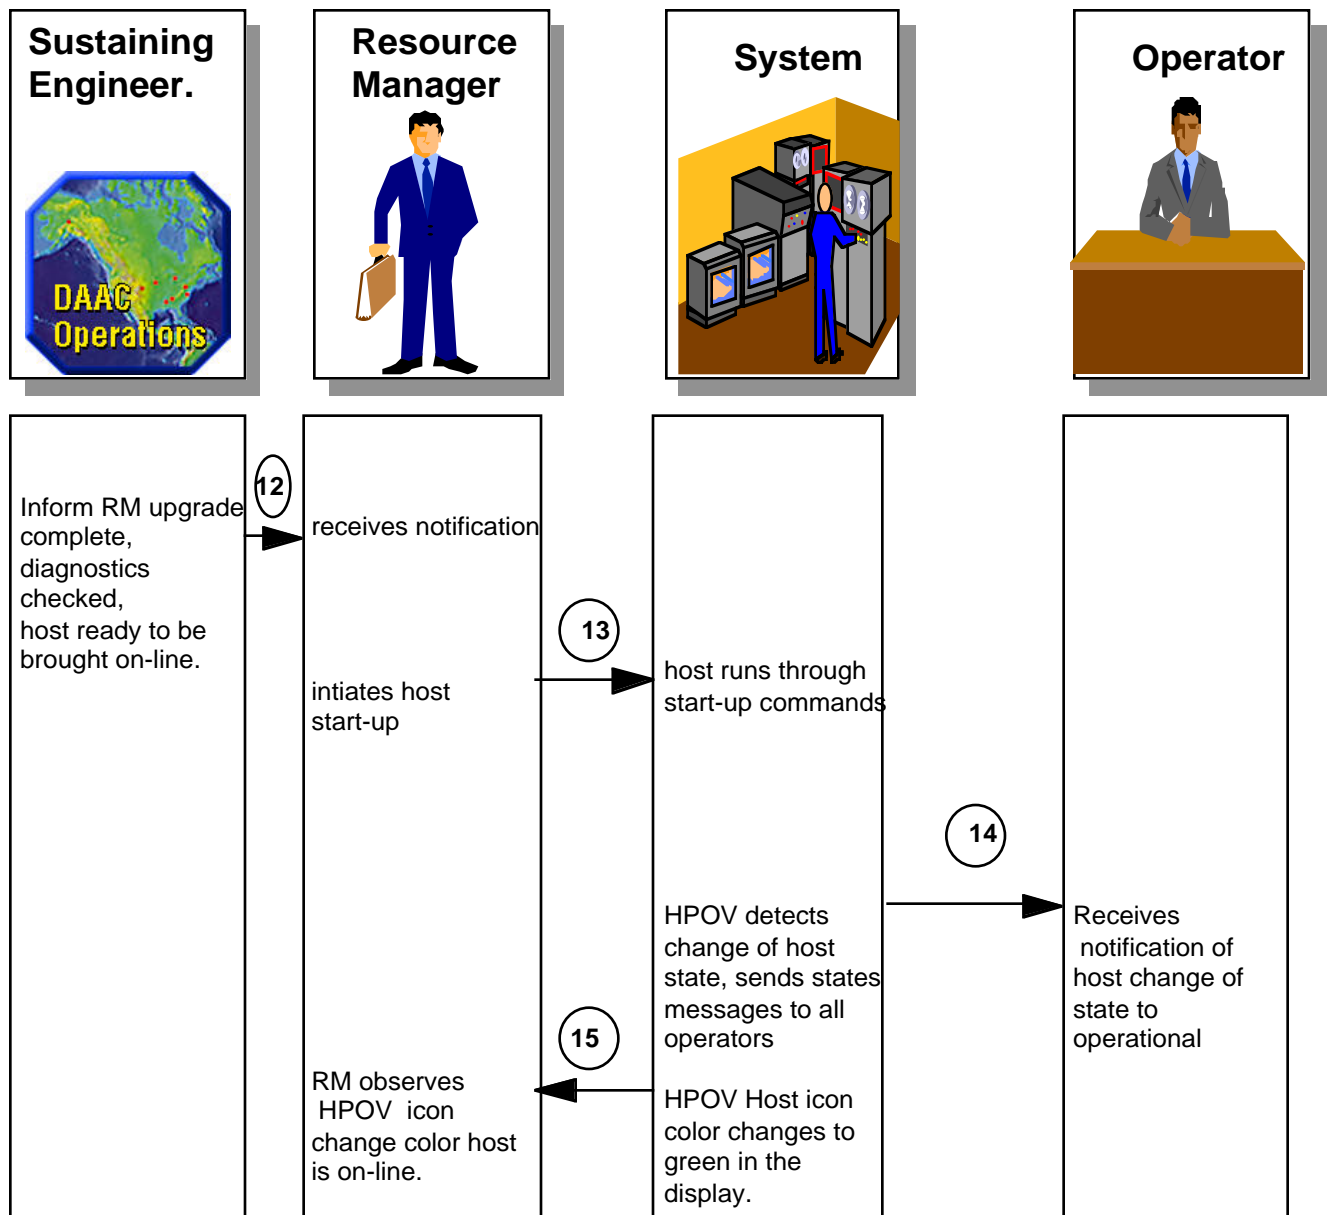 Sustaining
Engineer.
Resource
Manager
System
Operator
DAAC
Operations
12
Inform RM upgrade
complete,
diagnostics
checked,
host ready to be
brought on-line.
receives notification
13
intiates host
start-up
host runs through
start-up commands
14
HPOV detects
change of host
state, sends states
messages to all
operators
Receives
notification of
host change of
state to
operational
15
RM observes
HPOV icon
change color host
is on-line.
HPOV Host icon
color changes to
green in the
display.